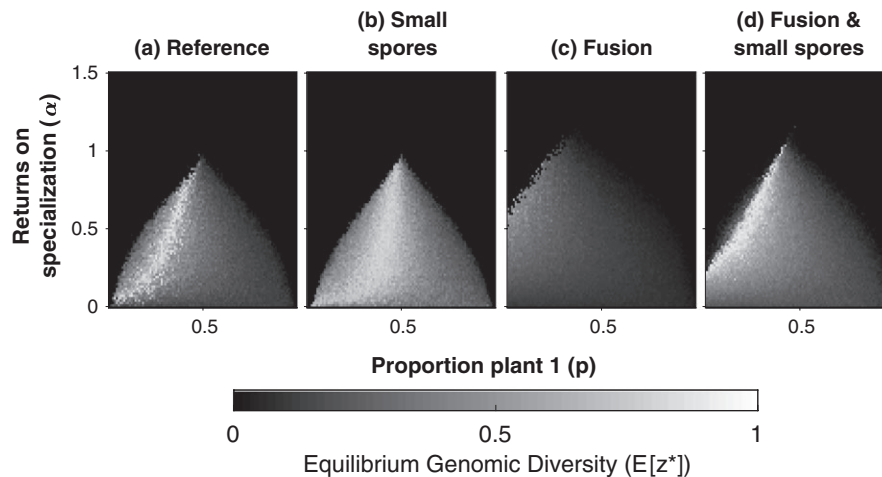 (a) Reference
(b) Small
spores
(c) Fusion
(d) Fusion &
small spores
Returns on
specialization (α)
1.5
1
0.5
0
0.5
0.5
0.5
0.5
Proportion plant 1 (p)
0
0.5
1
Equilibrium Genomic Diversity (E[z*])